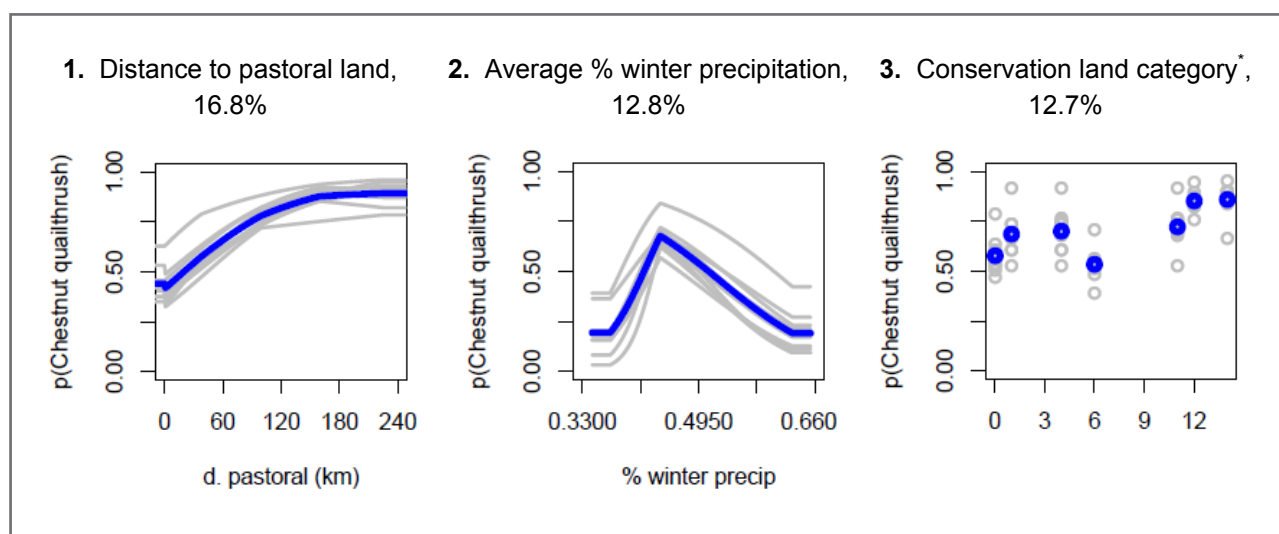 1. Distance to pastoral land,
16.8%
2. Average % winter precipitation,
12.8%
3. Conservation land category*,
12.7%
p(Chestnut quailthrush)
1.00
0.50
0.00
0 60 120 180 240
d. pastoral (km)
p(Chestnut quailthrush)
1.00
0.50
0.00
0.3300 0.4950 0.660
% winter precip
p(Chestnut quailthrush)
1.00
0.50
0.00
0 3 6 9 12